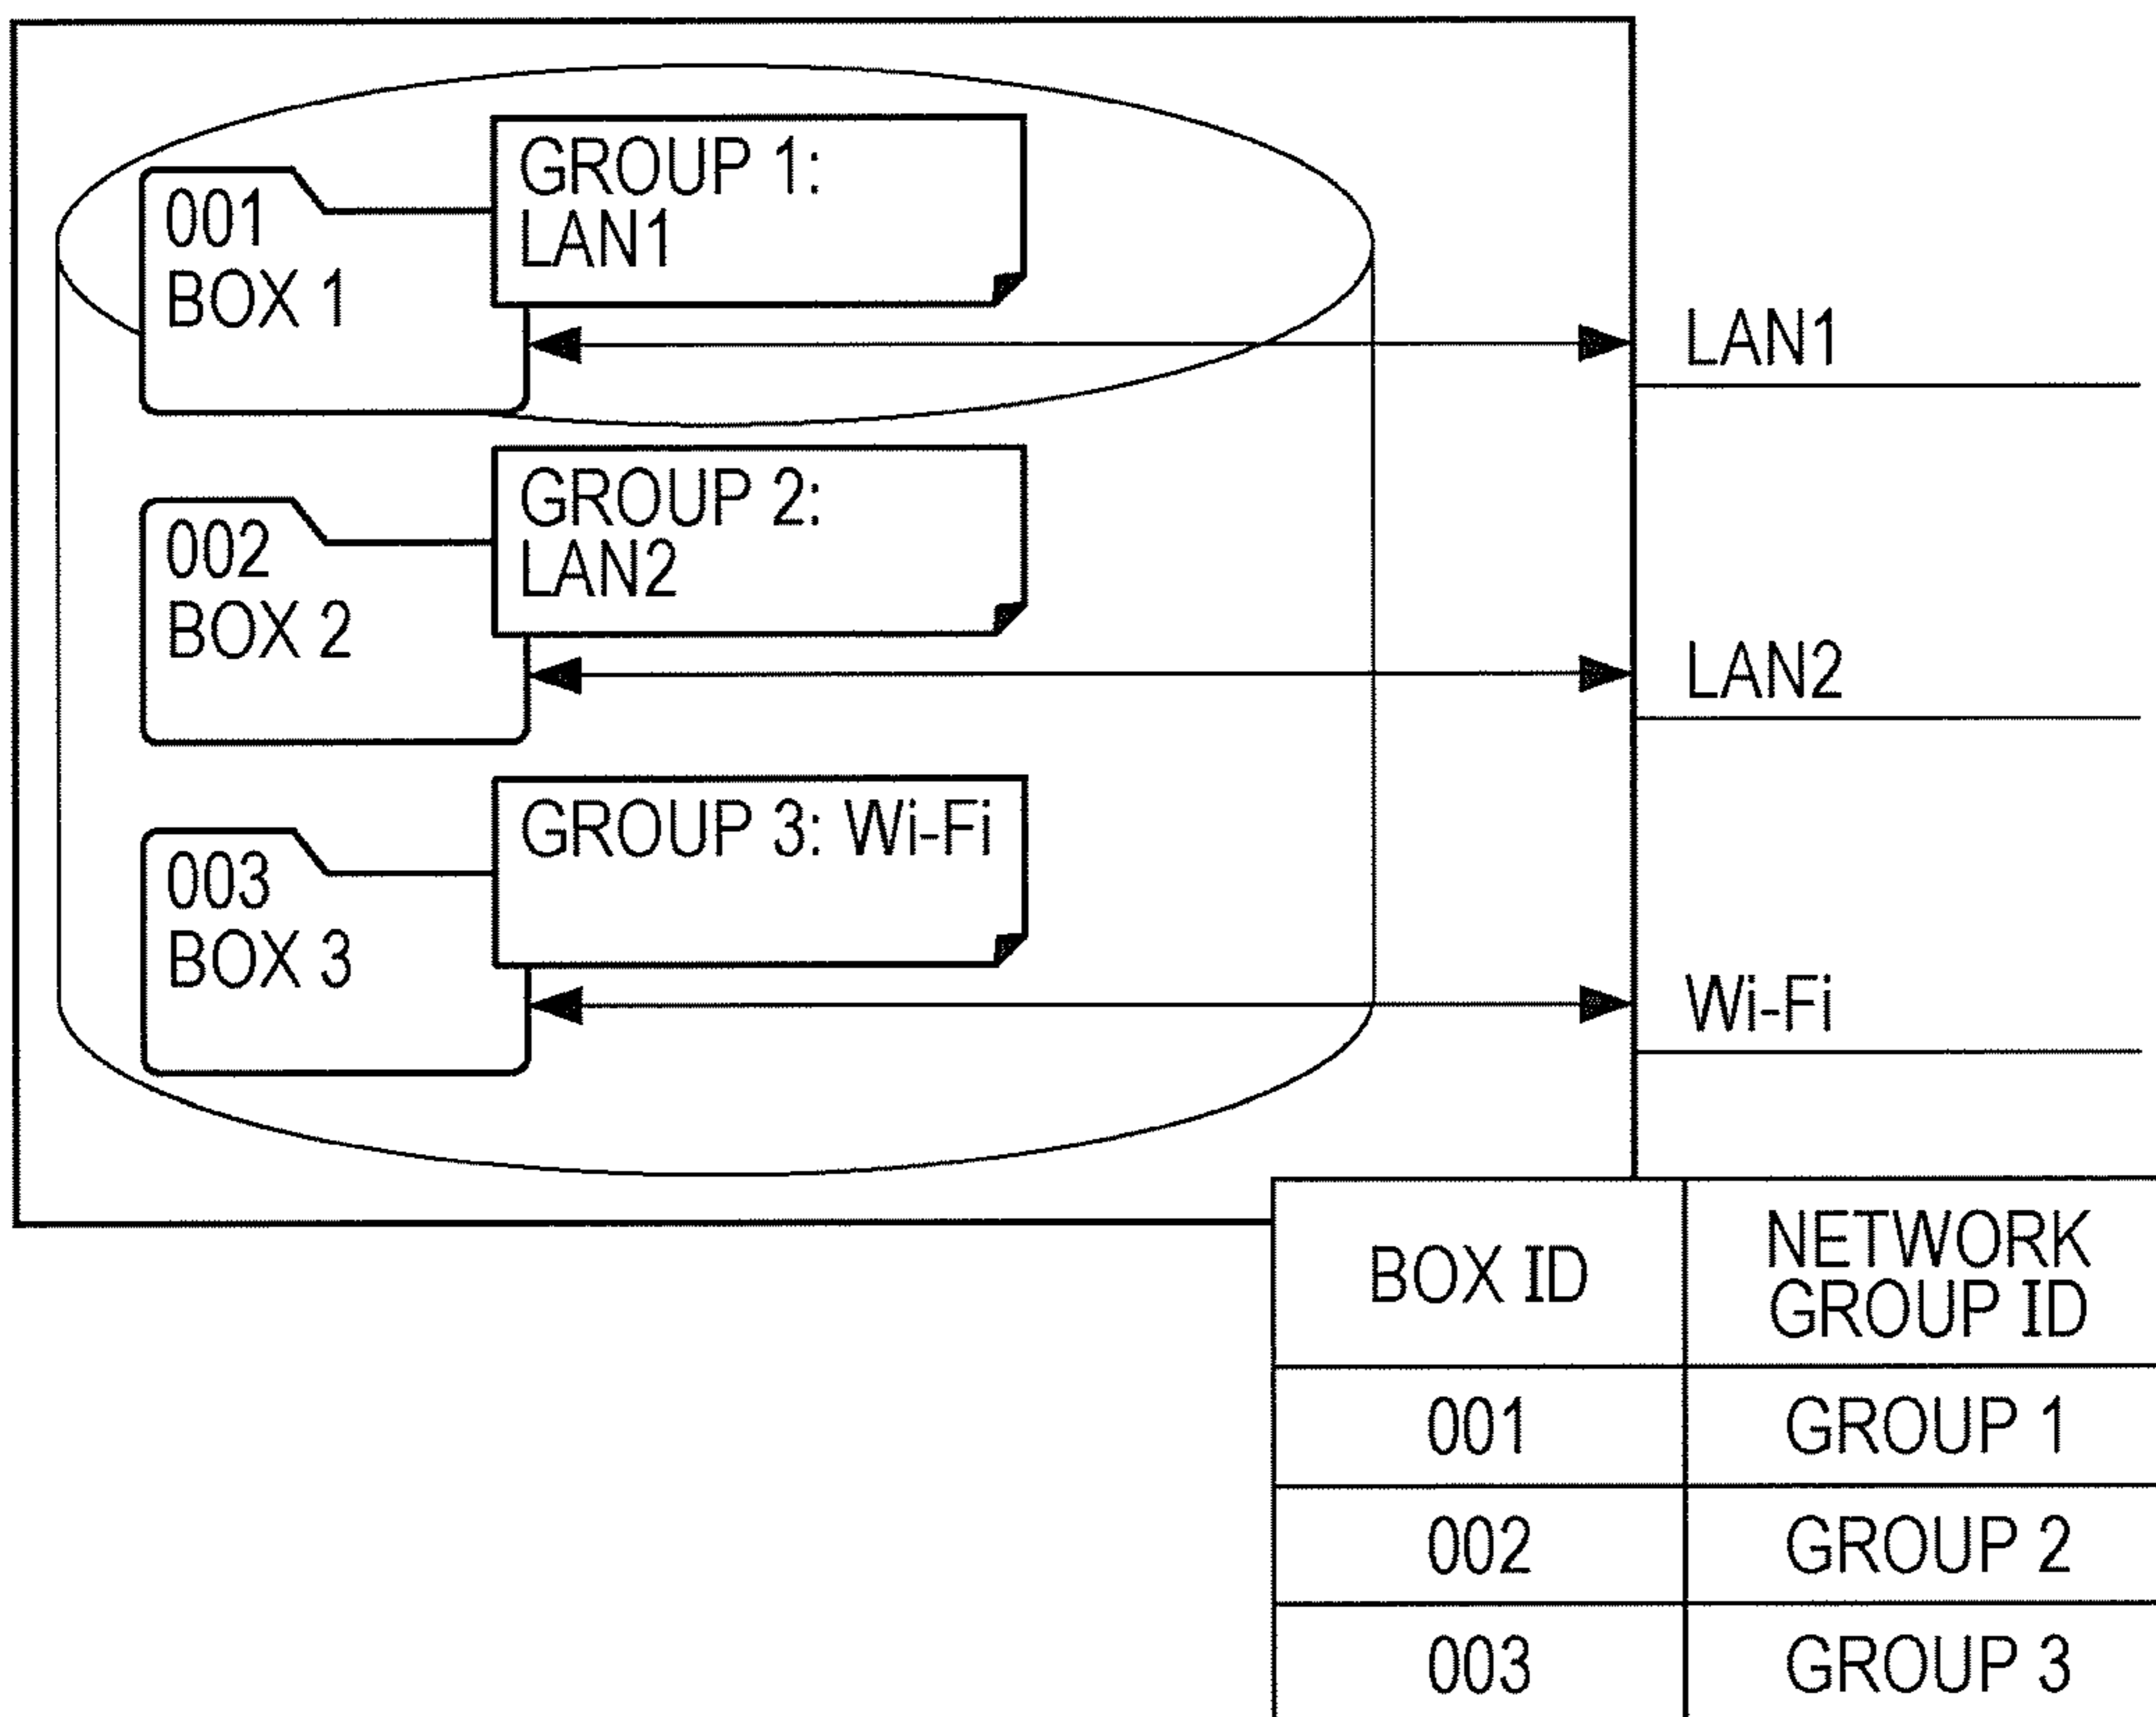 GROUP 1:
LAN1
001
BOX 1
LAN1
GROUP 2:
LAN2
002
BOX 2
LAN2
GROUP 3: Wi-Fi
003
BOX 3
Wi-Fi
BOX ID
NETWORK
GROUP ID
001
GROUP 1
002
GROUP 2
003
GROUP 3